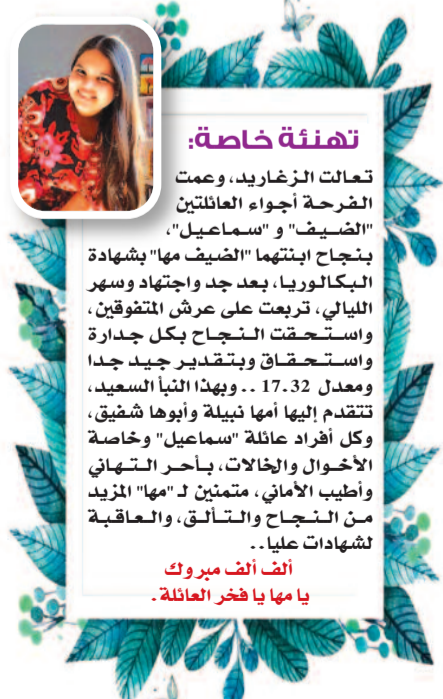 تهنئة خاصة:
تعالت الزغاريد، وعمت
الفرحة أجواء العائلتين
"الضيف" و "سماعيل"،
بنجاح ابنتهما "الضيف مها" بشهادة
البكالوريا، بعد جد واجتهاد وسهر
الليالي، تربعت على عرش المتفوقين،
واستحقت النجاح بكل جدارة
واستحقاق وبتقدير جيد جدا
ومعدل 17.32 .. وبهذا النبأ السعيد،
تتقدم إليها أمها نبيلة وأبوها شفيق،
وكل أفراد عائلة "سماعيل" وخاصة
الأخوال والخالات، بأحر التهاني
وأطيب الأماني، متمنين لـ "مها" المزيد
من النجاح والتألق، والعاقبة
لشهادات عليا..
ألف ألف مبروك
يا مها يا فخر العائلة.